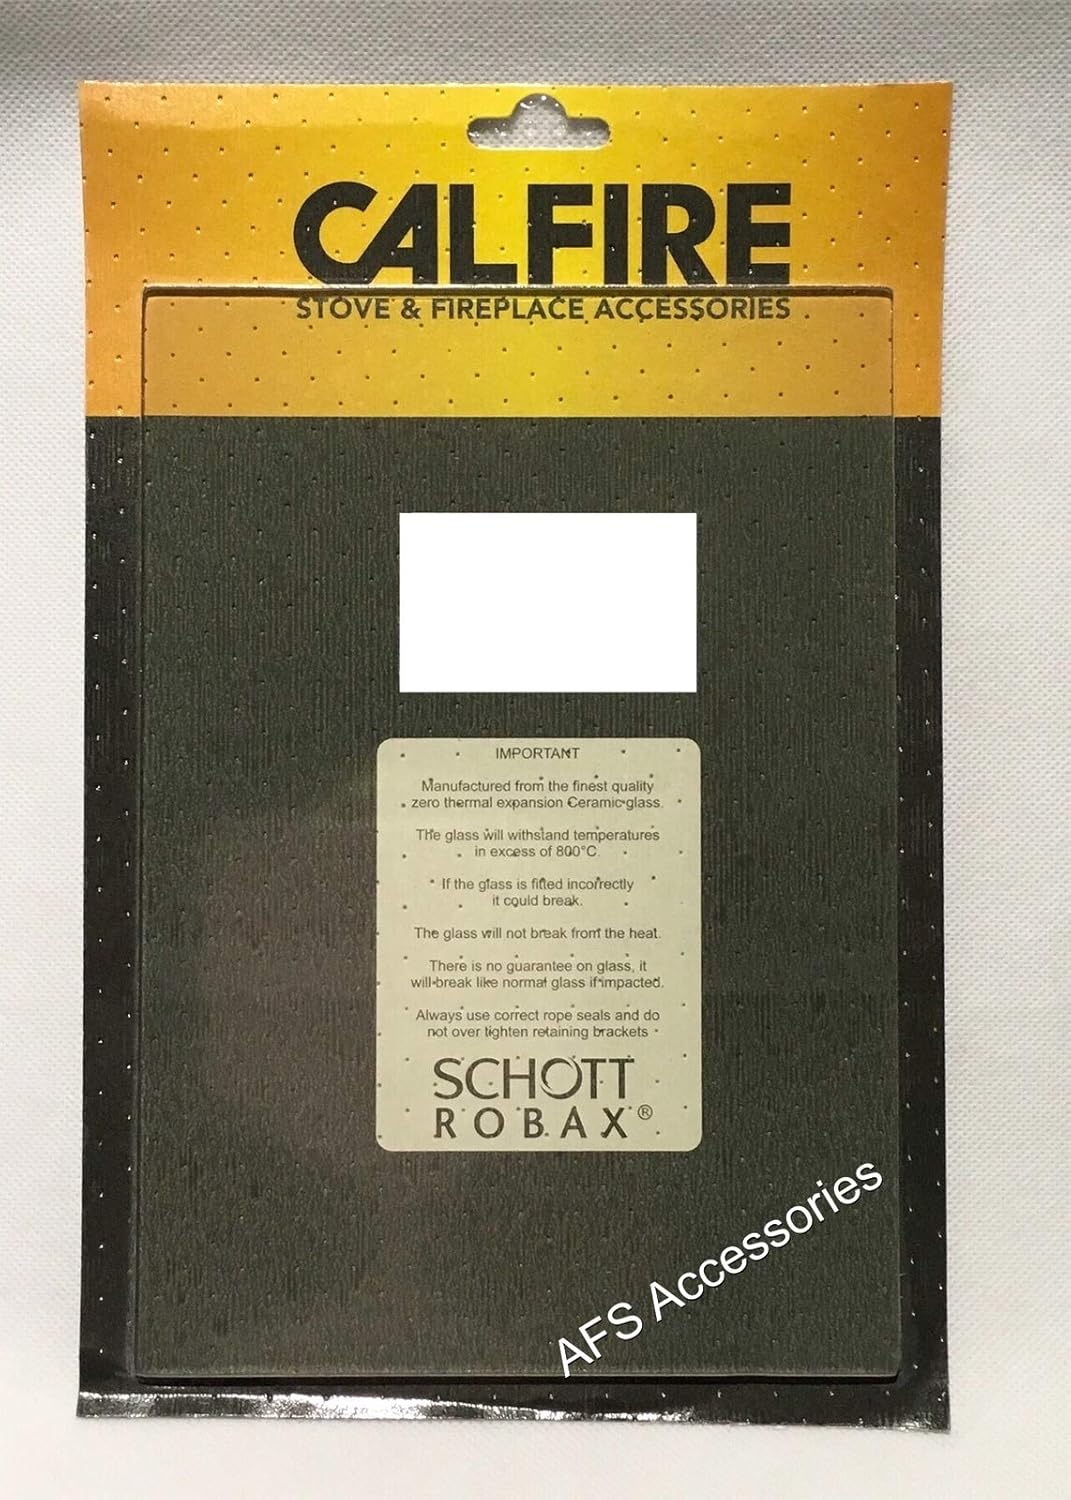 CALFIRE
STOVE & FIREPLACE ACCESSORIES
IMPORTANT
Manufactured from the finest quality
zero thermal expansion Ceramic glass.
The glass will withstand temperatures
in excess of 800°C.
If the glass is fitted incorrectly
it could break.
The glass will not break from the heat.
There is no guarantee on glass, it
will break like normal glass if impacted.
Always use correct rope seals and do
not over tighten retaining brackets
SCHOTT
ROBAX®
AFS Accessories